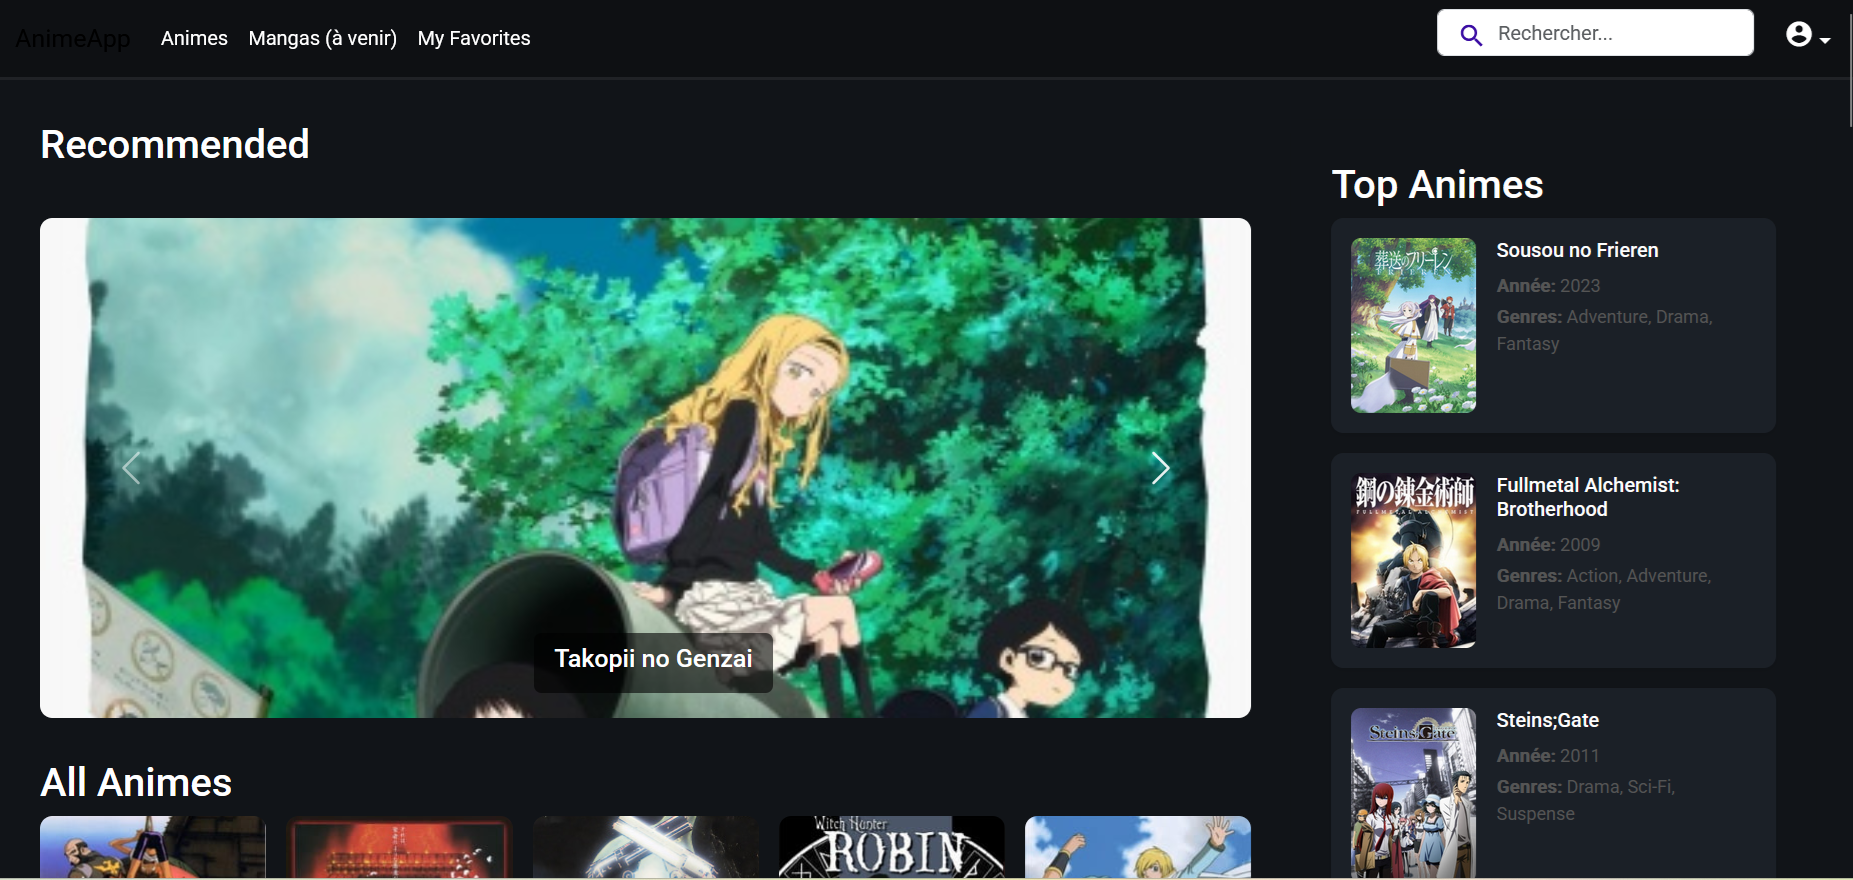 AnimeApp
Animes
Mangas (à venir)
My Favorites
Rechercher...
Recommended
Takopii no Genzai
All Animes
Witch Hunter
ROBIN
Top Animes
葬送のフリーレン
FRIEREN
Sousou no Frieren
Année: 2023
Genres: Adventure, Drama,
Fantasy
鋼の錬金術師
FULLMETAL ALCHEMIST
Fullmetal Alchemist:
Brotherhood
Année: 2009
Genres: Action, Adventure,
Drama, Fantasy
Steins;Gate
Steins;Gate
Année: 2011
Genres: Drama, Sci-Fi,
Suspense